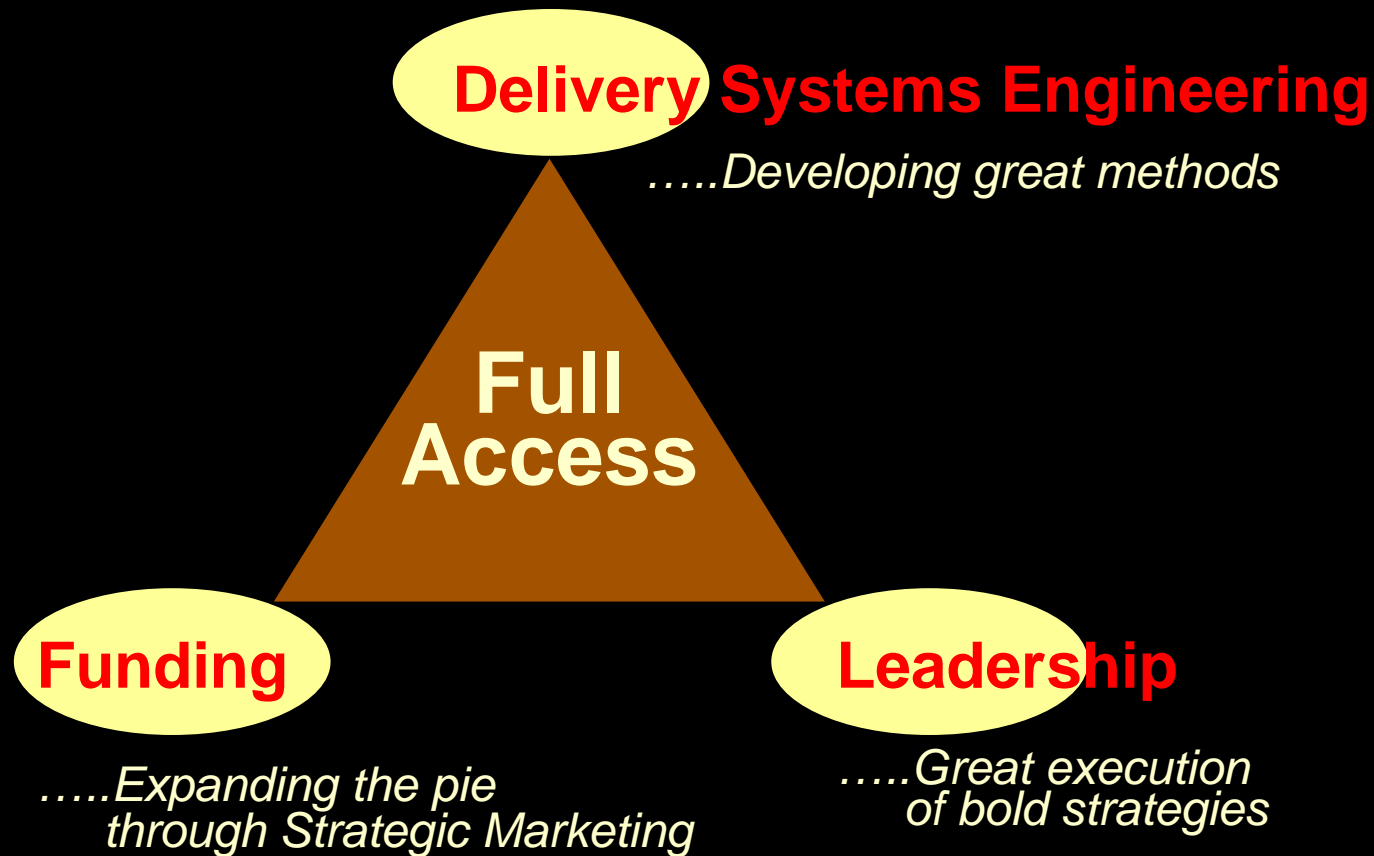 Delivery Systems Engineering
…..Developing great methods
Full
Access
Funding
…..Expanding the pie
through Strategic Marketing
Leadership
…..Great execution
of bold strategies